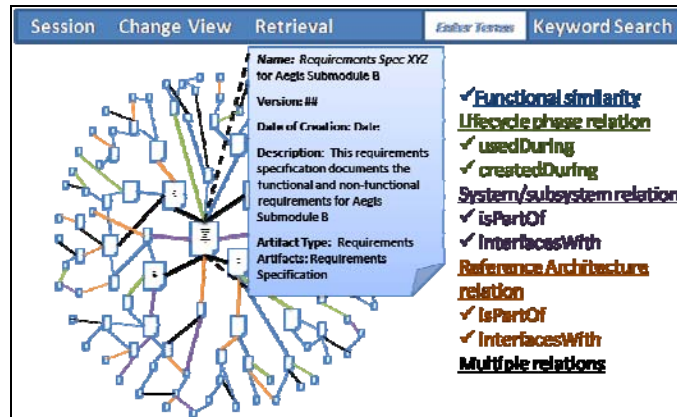 Session Change View Retrieval Enter Terms Keyword Search
Name: Requirements Spec XYZ
for Aegis Submodule B
Version: ##
Date of Creation: Date
Description: This requirements
specification documents the
functional and non-functional
requirements for Aegis
Submodule B
Artifact Type: Requirements
Artifacts: Requirements
Specification
✓Functional similarity
Lifecycle phase relation
✓ usedDuring
✓ createdDuring
System/subsystem relation
✓ isPartOf
✓ InterfacesWith
Reference Architecture
relation
✓ isPartOf
✓ InterfacesWith
Multiple relations